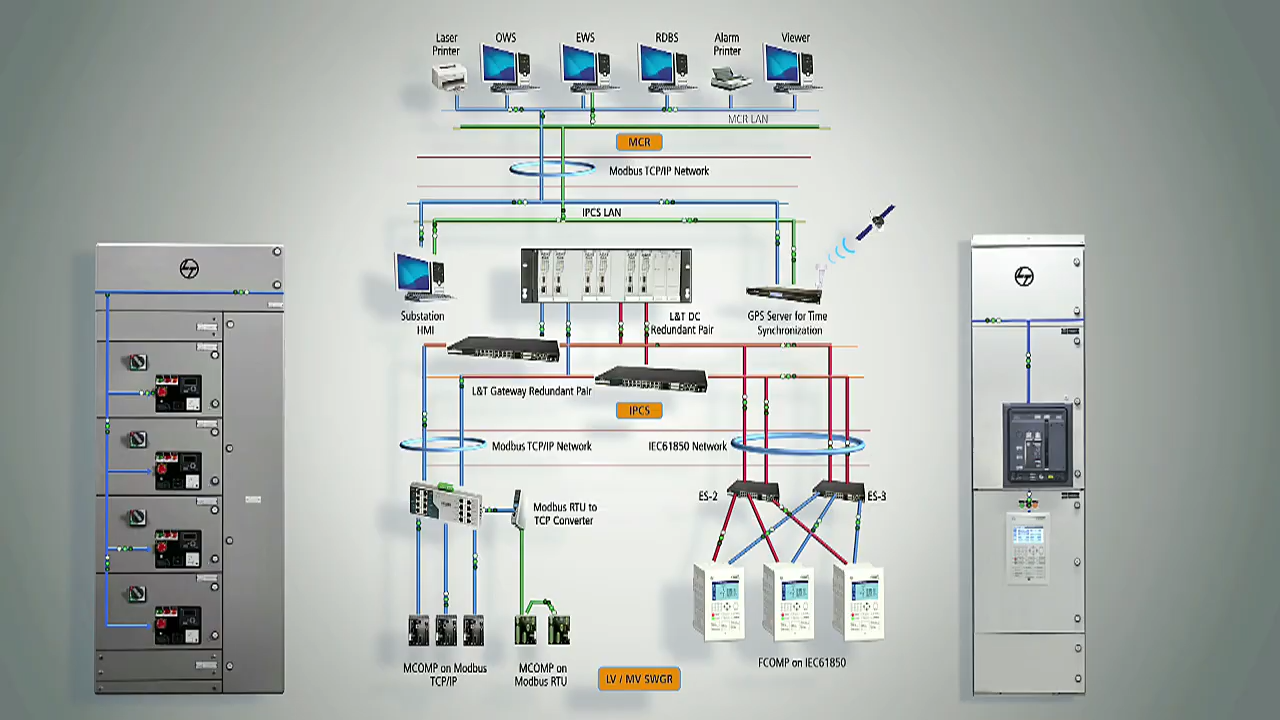 Laser
Printer
OWS
EWS
RDBS
Alarm
Printer
Viewer
MCR LAN
MCR
Modbus TCP/IP Network
IPCS LAN
Substation
HMI
L&T DC
Redundant Pair
GPS Server for Time
Synchronization
L&T Gateway Redundant Pair
IPCS
Modbus TCP/IP Network
IEC61850 Network
ES-2
ES-3
Modbus RTU to
TCP Converter
MCOMP on Modbus
TCP/IP
MCOMP on
Modbus RTU
LV / MV SWGR
FCOMP on IEC61850